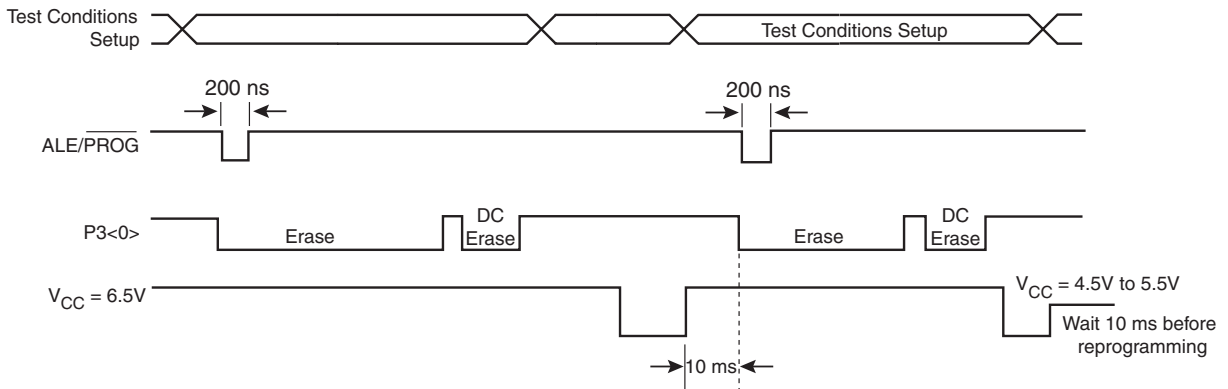 Test Conditions
Setup
Test Conditions Setup
200 ns
200 ns
ALE/PROG
P3<0>
Erase
DC
Erase
Erase
DC
Erase
VCC = 6.5V
VCC = 4.5V to 5.5V
Wait 10 ms before
reprogramming
10 ms